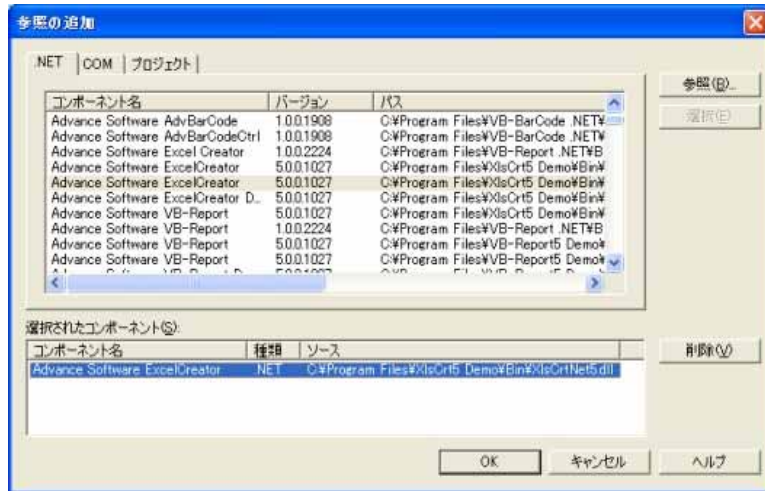 参照の追加
.NET COM プロジェクト
参照(B)...
選択(E)
コンポーネント名 バージョン パス
Advance Software AdvBarCode 1.0.0.1908 C:¥Program Files¥VB-BarCode .NET¥
Advance Software AdvBarCodeCtrl 1.0.0.1908 C:¥Program Files¥VB-BarCode .NET¥
Advance Software Excel Creator 1.0.0.2224 C:¥Program Files¥VB-Report .NET¥B
Advance Software ExcelCreator 5.0.0.1027 C:¥Program Files¥XlsCrt5 Demo¥Bin¥
Advance Software ExcelCreator 5.0.0.1027 C:¥Program Files¥XlsCrt5 Demo¥Bin¥
Advance Software ExcelCreator D... 5.0.0.1027 C:¥Program Files¥XlsCrt5 Demo¥Bin¥
Advance Software VB-Report 5.0.0.1027 C:¥Program Files¥XlsCrt5 Demo¥Bin¥
Advance Software VB-Report 1.0.0.2224 C:¥Program Files¥VB-Report .NET¥B
Advance Software VB-Report 5.0.0.1027 C:¥Program Files¥VB-Report5 Demo¥
Advance Software VB-Report 5.0.0.1027 C:¥Program Files¥VB-Report5 Demo¥
選択されたコンポーネント(S):
コンポーネント名 種類 ソース
Advance Software ExcelCreator .NET C:¥Program Files¥XlsCrt5 Demo¥Bin¥XlsCrtNet5.dll
削除(V)
OK キャンセル ヘルプ